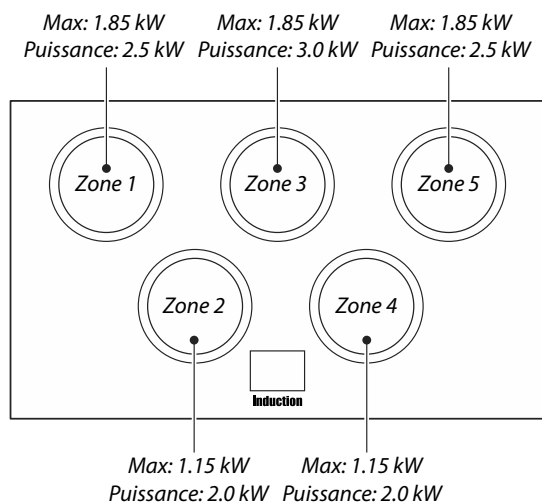 Max: 1.85 kW
Puissance: 2.5 kW
Max: 1.85 kW
Puissance: 3.0 kW
Max: 1.85 kW
Puissance: 2.5 kW
Zone 1
Zone 3
Zone 5
Zone 2
Zone 4
Induction
Max: 1.15 kW
Puissance: 2.0 kW
Max: 1.15 kW
Puissance: 2.0 kW